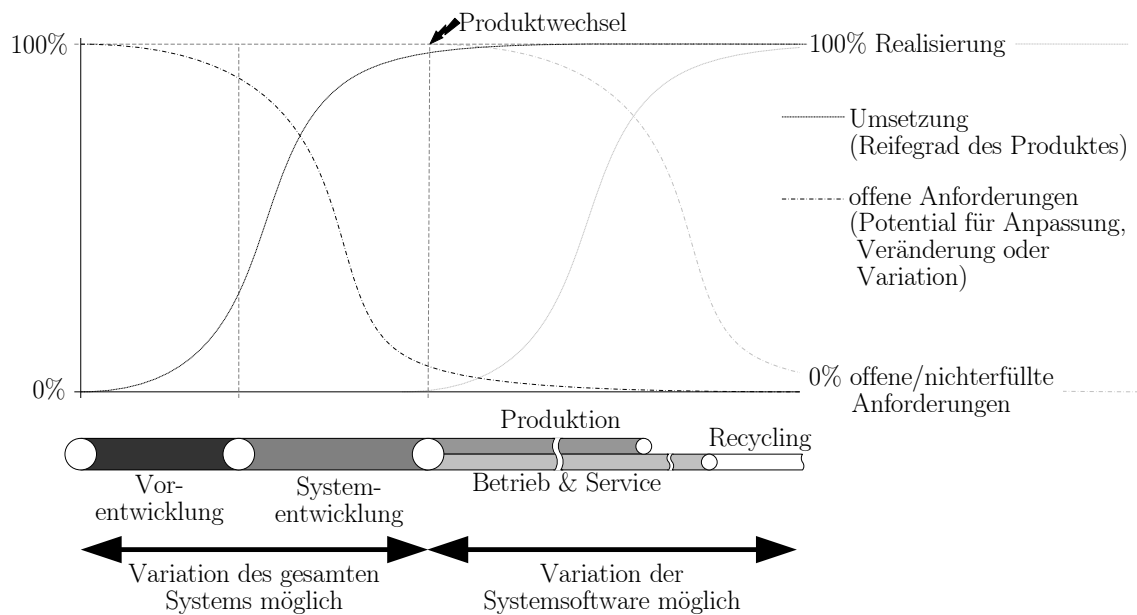 Produktwechsel
100%
100% Realisierung
Umsetzung
(Reifegrad des Produktes)
offene Anforderungen
(Potential für Anpassung,
Veränderung oder
Variation)
0%
0% offene/nichterfüllte
Anforderungen
Produktion
Recycling
Betrieb & Service
Vor-
entwicklung
System-
entwicklung
Variation des gesamten
Systems möglich
Variation der
Systemsoftware möglich